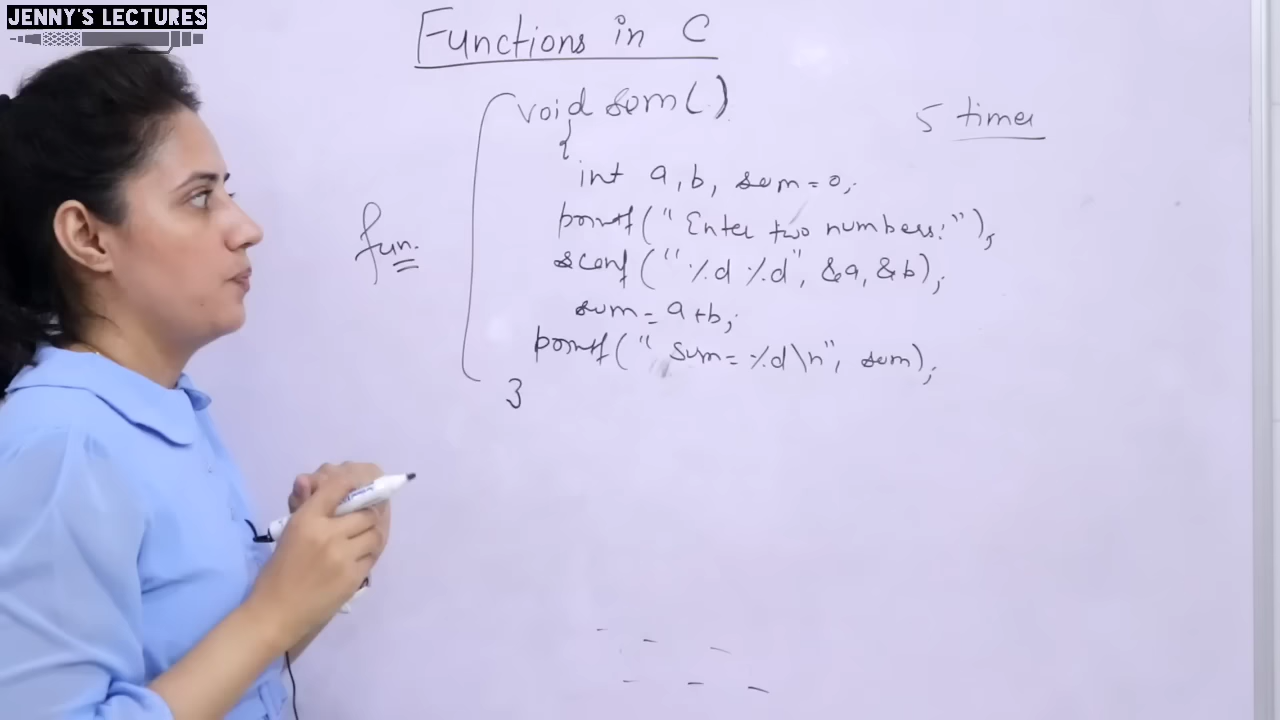 JENNY'S LECTURES
Functions in C
void sum()
5 times
{
int a, b, sum=0;
printf("Enter two numbers:");
fun.
scanf("%d %d", &a, &b);
sum=a+b;
printf("Sum=%d\n", sum);
}